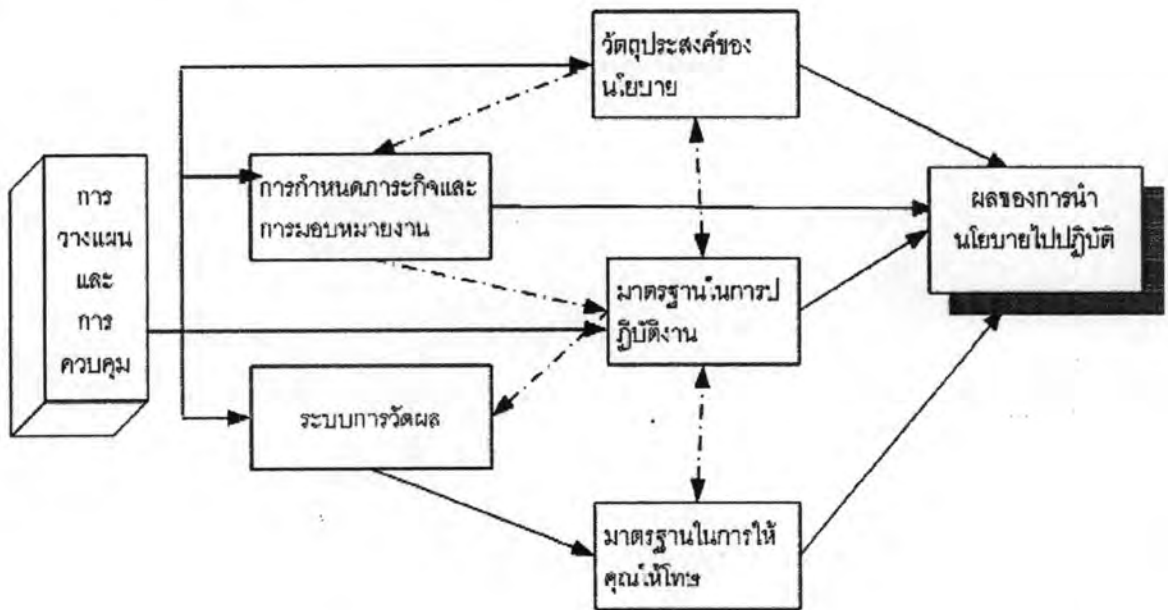 วัตถุประสงค์ของ
นโยบาย
การ
วางแผน
และ
การ
ควบคุม
การกำหนดภาระกิจและ
การมอบหมายงาน
ผลของการนำ
นโยบายไปปฏิบัติ
มาตรฐานในการป
ฏิบัติงาน
ระบบการวัดผล
มาตรฐานในการให้
คุณให้โทษ